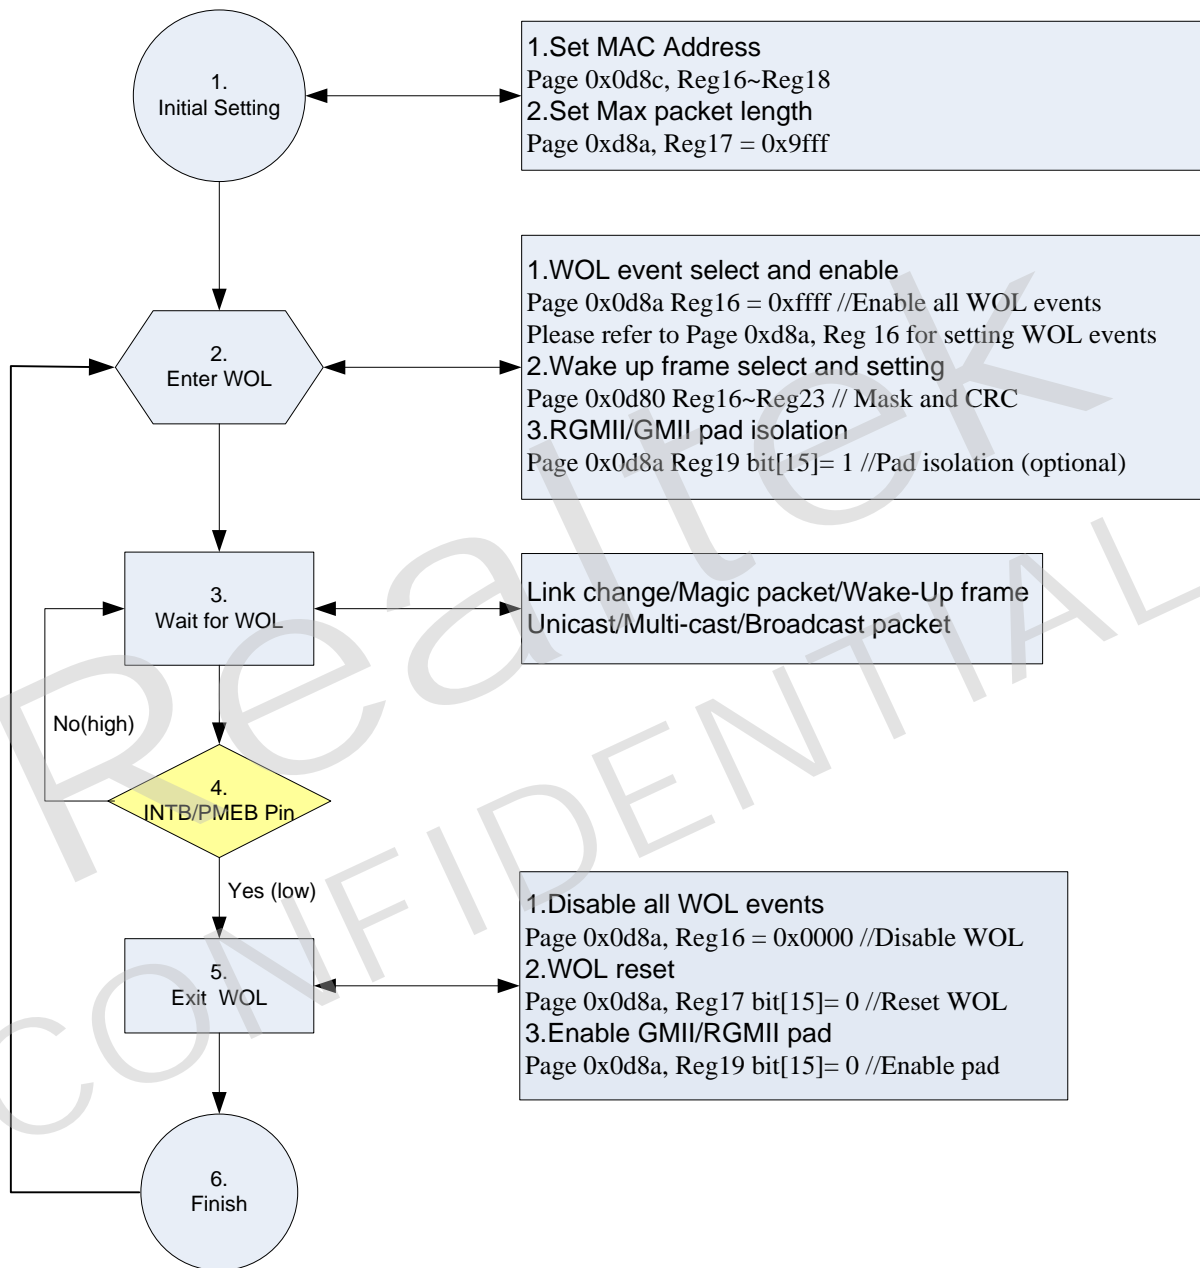 1.
Initial Setting
1.Set MAC Address
Page 0x0d8c, Reg16~Reg18
2.Set Max packet length
Page 0xd8a, Reg17 = 0x9fff
2.
Enter WOL
1.WOL event select and enable
Page 0x0d8a Reg16 = 0xffff //Enable all WOL events
Please refer to Page 0xd8a, Reg 16 for setting WOL events
2.Wake up frame select and setting
Page 0x0d80 Reg16~Reg23 // Mask and CRC
3.RGMII/GMII pad isolation
Page 0x0d8a Reg19 bit[15]= 1 //Pad isolation (optional)
3.
Wait for WOL
Link change/Magic packet/Wake-Up frame
Unicast/Multi-cast/Broadcast packet
No(high)
4.
INTB/PMEB Pin
Yes (low)
5.
Exit WOL
1.Disable all WOL events
Page 0x0d8a, Reg16 = 0x0000 //Disable WOL
2.WOL reset
Page 0x0d8a, Reg17 bit[15]= 0 //Reset WOL
3.Enable GMII/RGMII pad
Page 0x0d8a, Reg19 bit[15]= 0 //Enable pad
6.
Finish
Realtek
CONFIDENTIAL